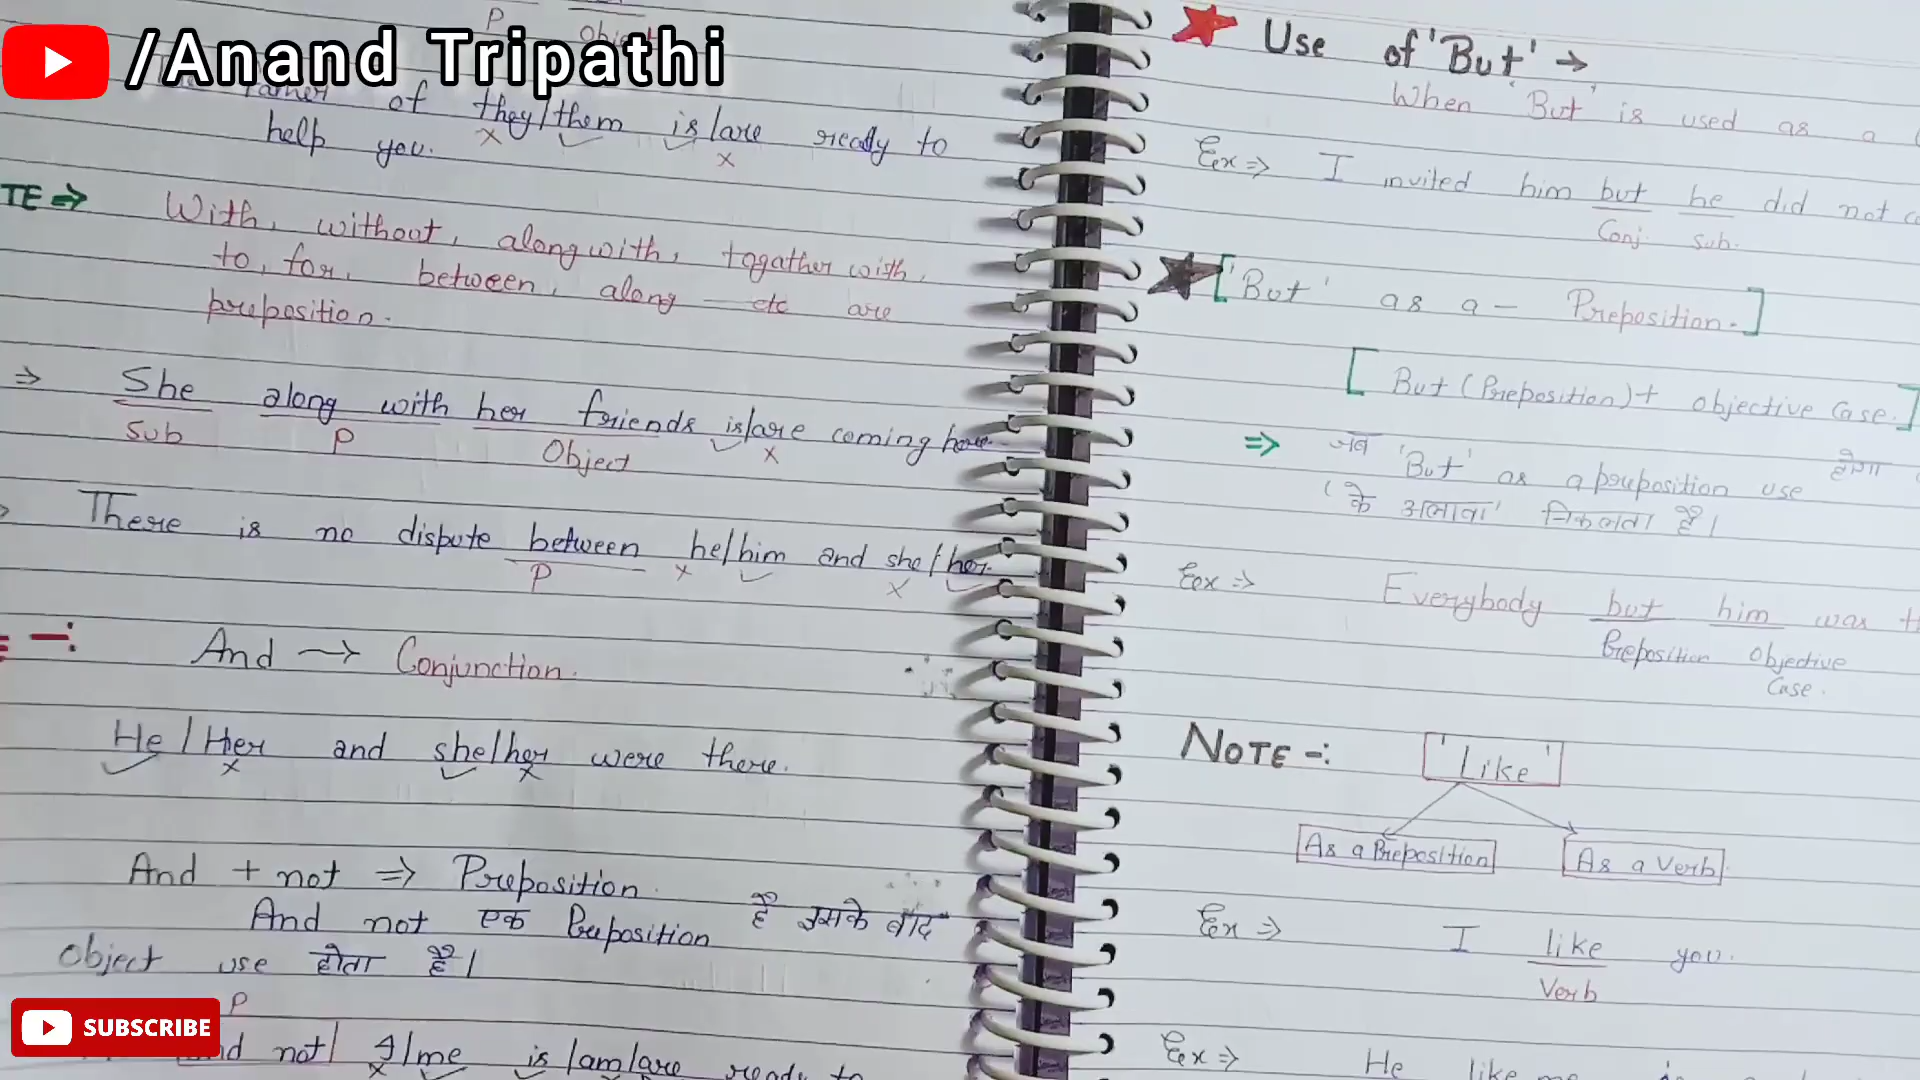 /Anand Tripathi
P
of they/them is/are ready to
help you.
x x
TE ⇒ With, without, alongwith, togather with,
to, for, between, along — etc are
preposition.
⇒ She along with her friends is/are coming here
Sub P Object x
There is no dispute between he/him and she/her.
P x x
And → Conjunction.
He/Her and she/her were there.
x x
And + not ⇒ Preposition.
And not एक Preposition है इसके बाद
object use होता है।
P
and not I/me is/am/are ready to
x
SUBSCRIBE
Use of 'But' →
When 'But' is used as a
Ex ⇒ I invited him but he did not
Conj. Sub.
['But' as a - Preposition.]
[But (Preposition) + objective case.]
⇒ जब 'But' as a preposition use होगा
'के अलावा' निकलता है।
Ex ⇒ Everybody but him was
Preposition Objective
Case.
NOTE -: 'Like'
As a Preposition As a Verb
Ex ⇒ I like you.
Verb
Ex ⇒ He like me